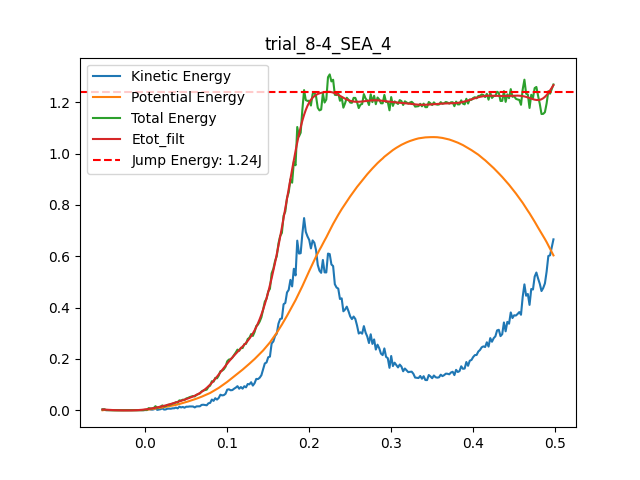 trial_8-4_SEA_4
Kinetic Energy
Potential Energy
Total Energy
Etot_filt
Jump Energy: 1.24J
1.2
1.0
0.8
0.6
0.4
0.2
0.0
0.0 0.1 0.2 0.3 0.4 0.5